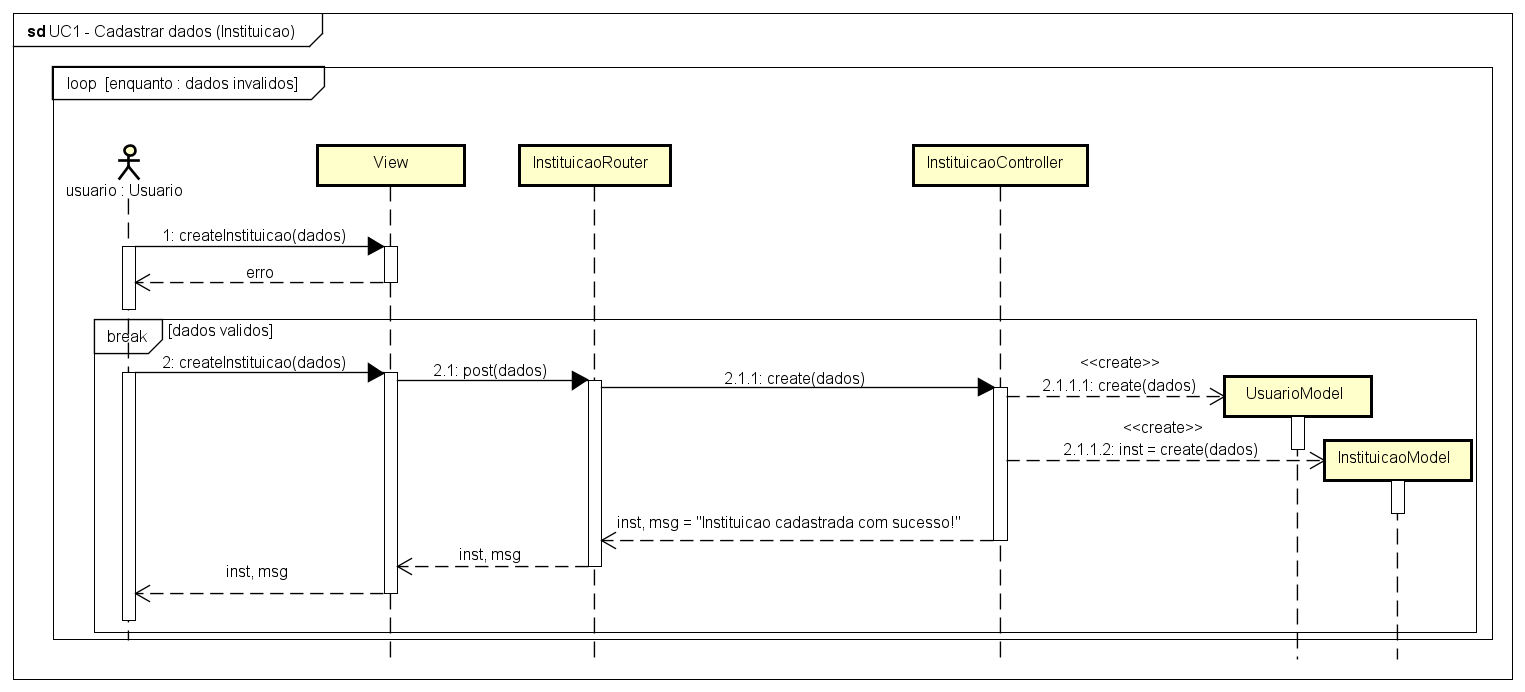 sd UC1 - Cadastrar dados (Instituicao)
loop [enquanto : dados invalidos]
View
InstituicaoRouter
InstituicaoController
usuario : Usuario
1: createInstituicao(dados)
erro
break
[dados validos]
2: createInstituicao(dados)
2.1: post(dados)
2.1.1: create(dados)
<<create>>
2.1.1.1: create(dados)
UsuarioModel
<<create>>
2.1.1.2: inst = create(dados)
InstituicaoModel
inst, msg = "Instituicao cadastrada com sucesso!"
inst, msg
inst, msg